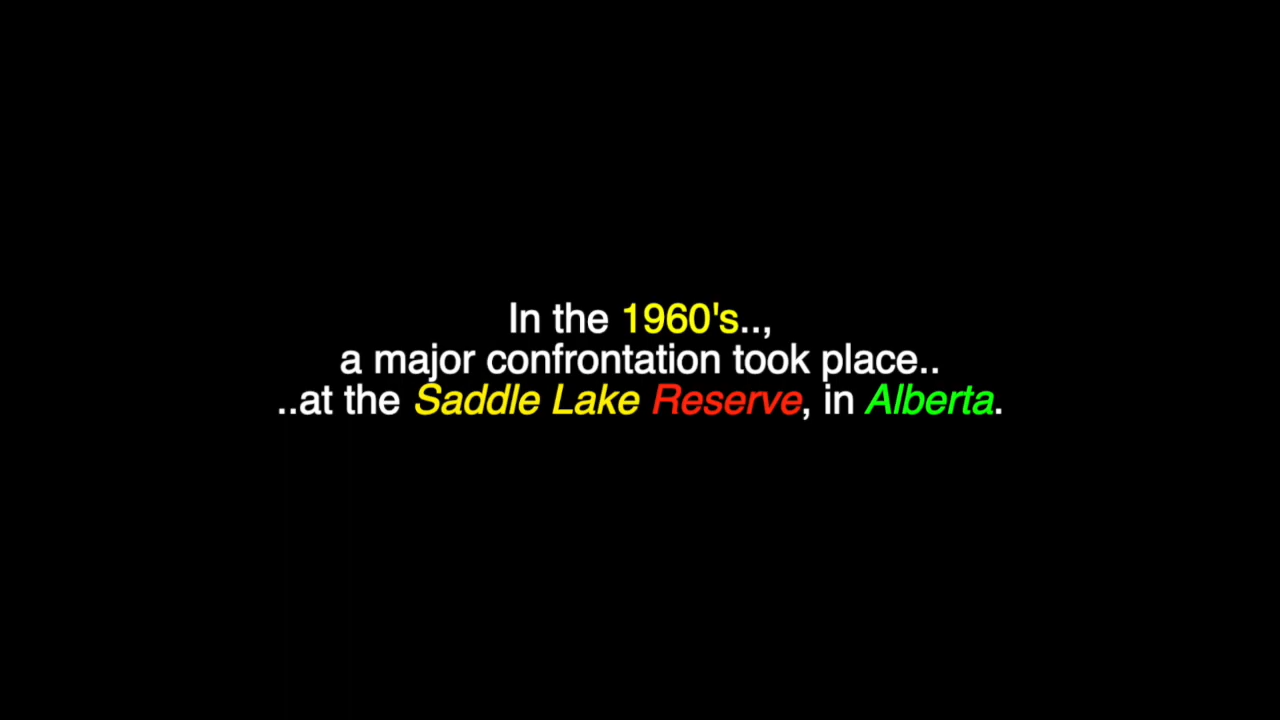 In the 1960's..,
a major confrontation took place..
..at the Saddle Lake Reserve, in Alberta.